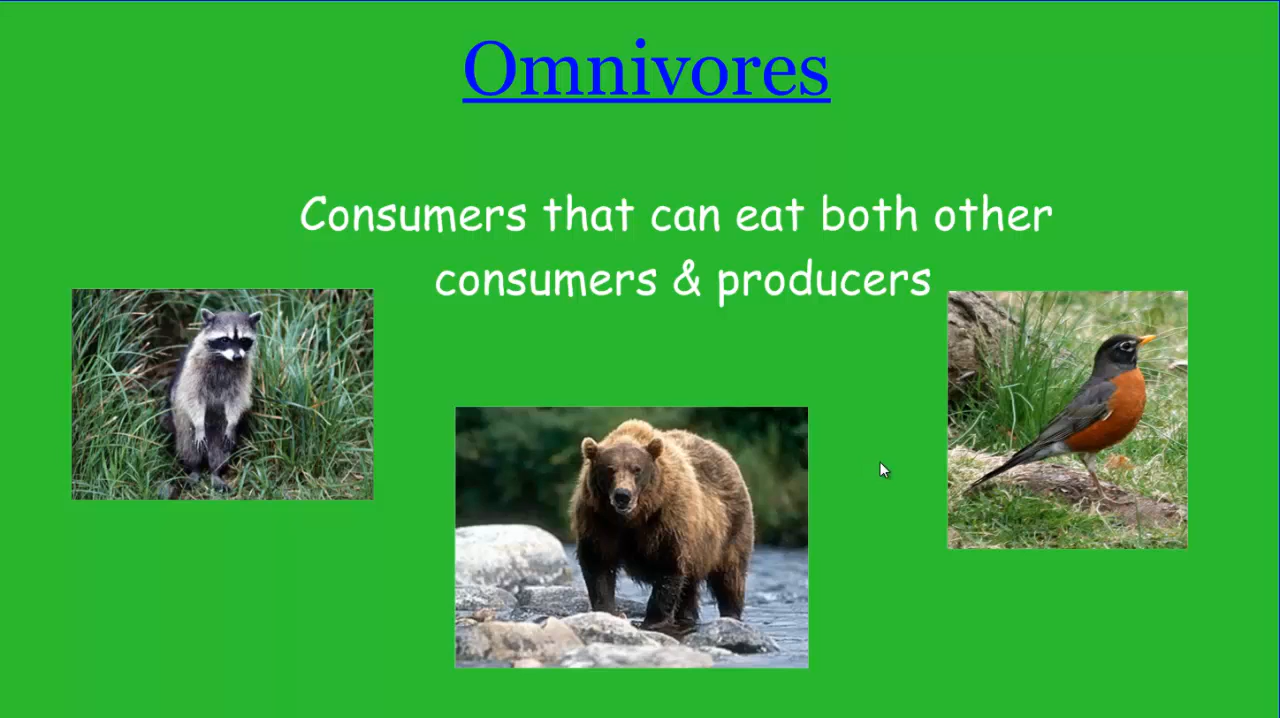 Omnivores
Consumers that can eat both other
consumers & producers